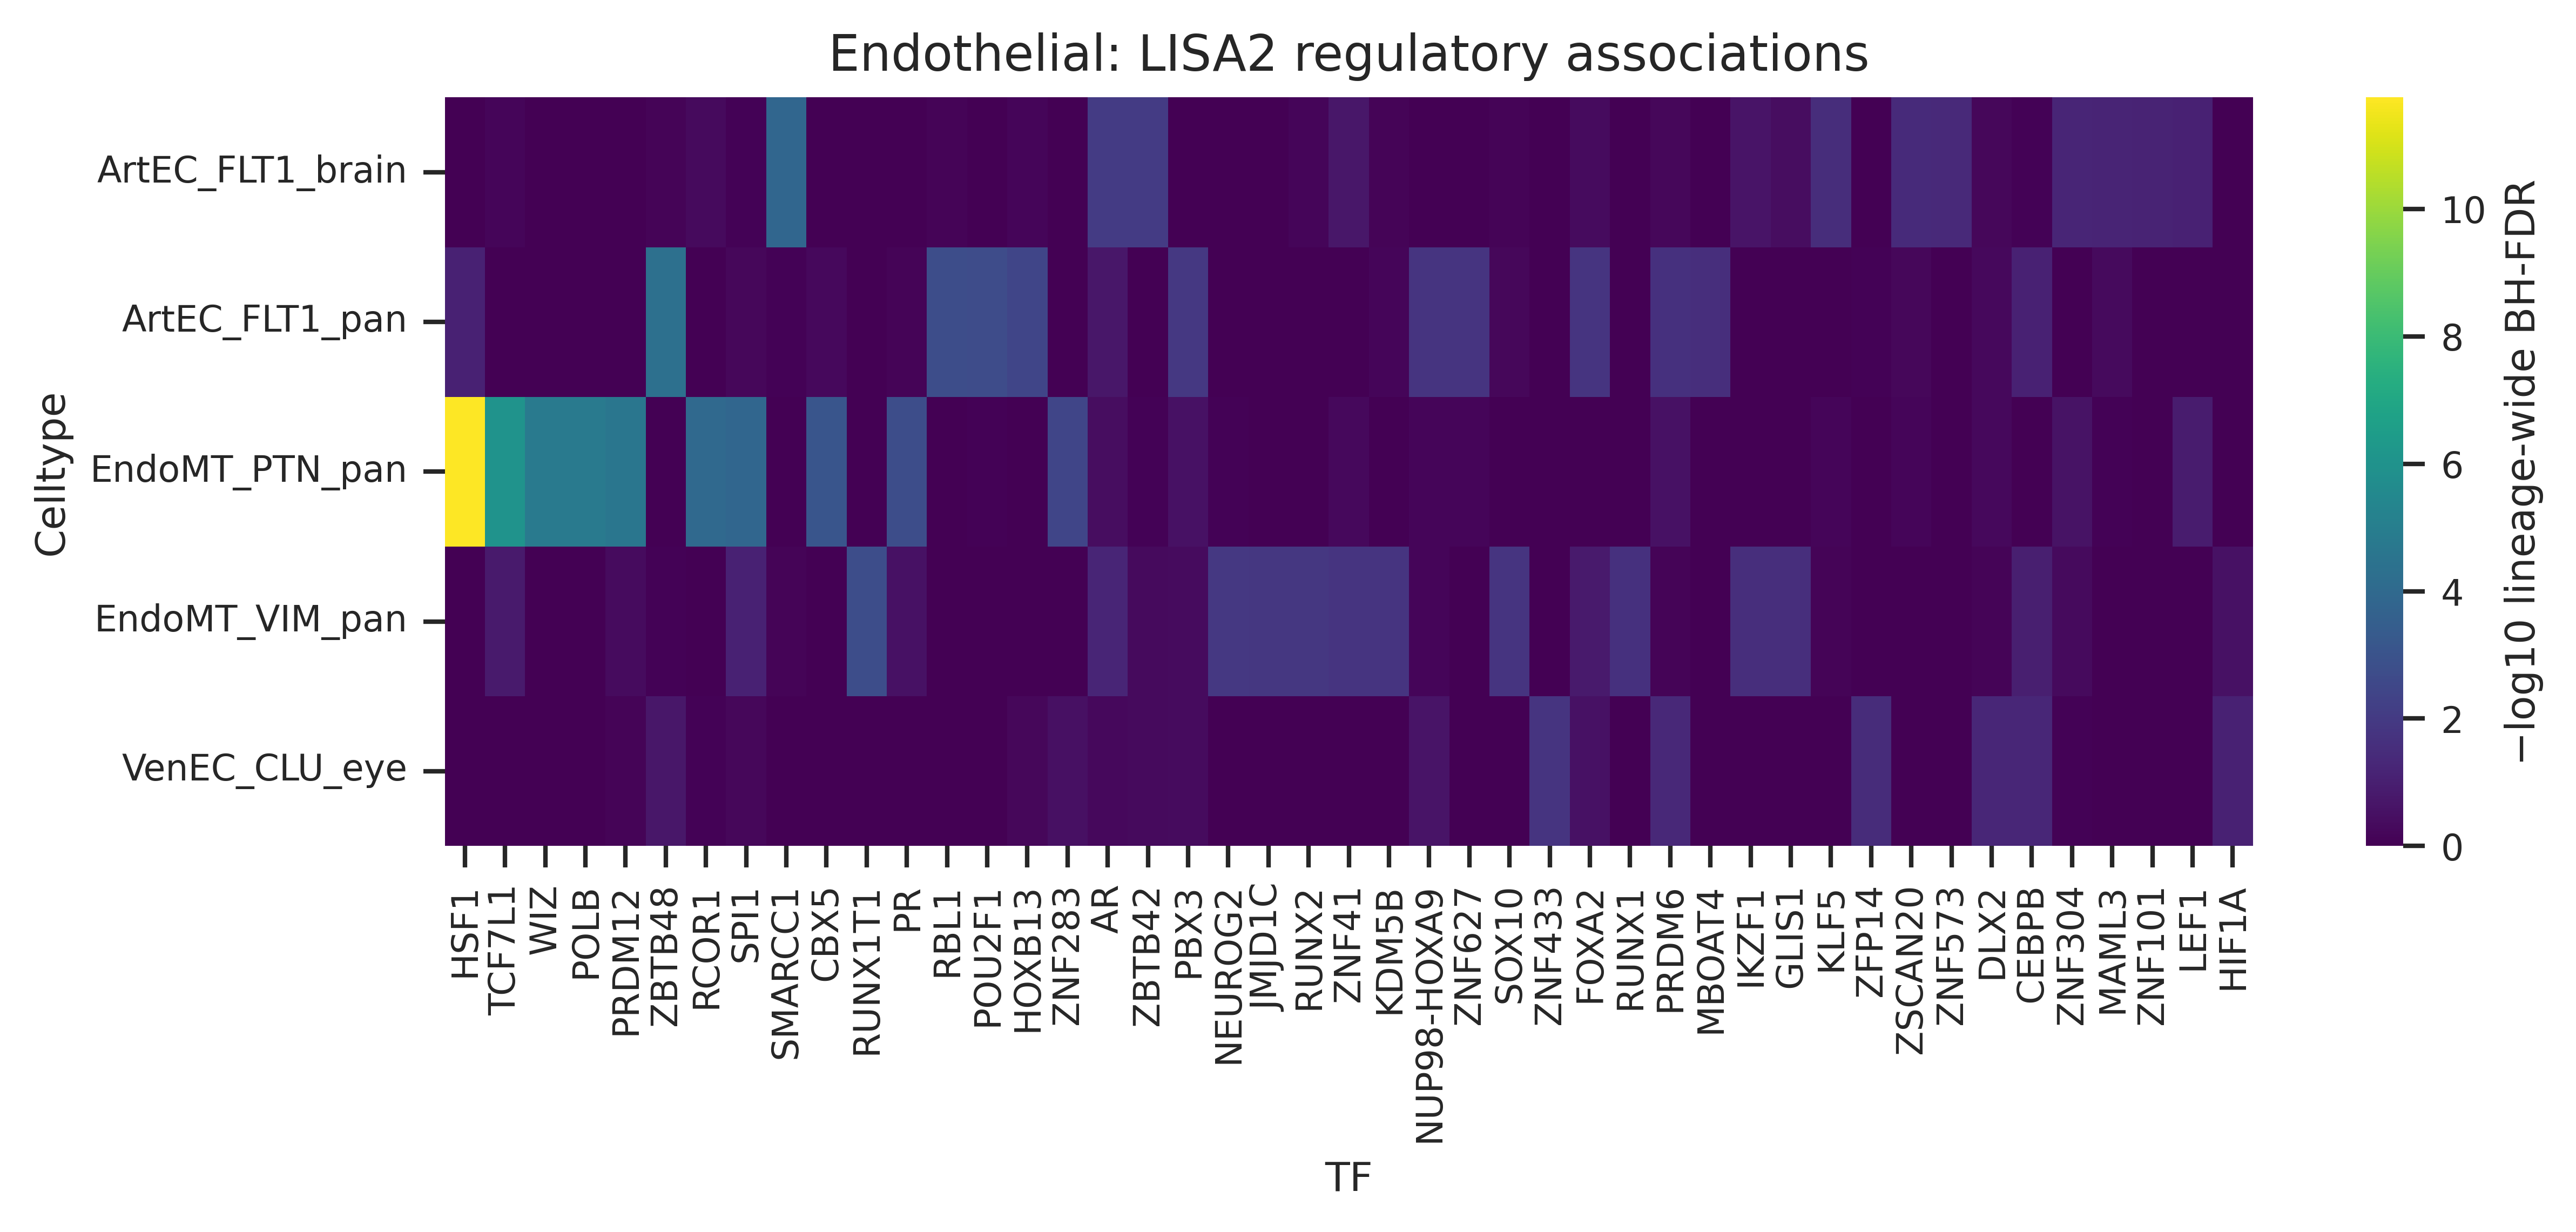 Endothelial: LISA2 regulatory associations
Celltype
ArtEC_FLT1_brain
ArtEC_FLT1_pan
EndoMT_PTN_pan
EndoMT_VIM_pan
VenEC_CLU_eye
HSF1
TCF7L1
WIZ
POLB
PRDM12
ZBTB48
RCOR1
SPI1
SMARCC1
CBX5
RUNX1T1
PR
RBL1
POU2F1
HOXB13
ZNF283
AR
ZBTB42
PBX3
NEUROG2
JMJD1C
RUNX2
ZNF41
KDM5B
NUP98-HOXA9
ZNF627
SOX10
ZNF433
FOXA2
RUNX1
PRDM6
MBOAT4
IKZF1
GLIS1
KLF5
ZFP14
ZSCAN20
ZNF573
DLX2
CEBPB
ZNF304
MAML3
ZNF101
LEF1
HIF1A
TF
10
8
6
4
2
0
−log10 lineage-wide BH-FDR